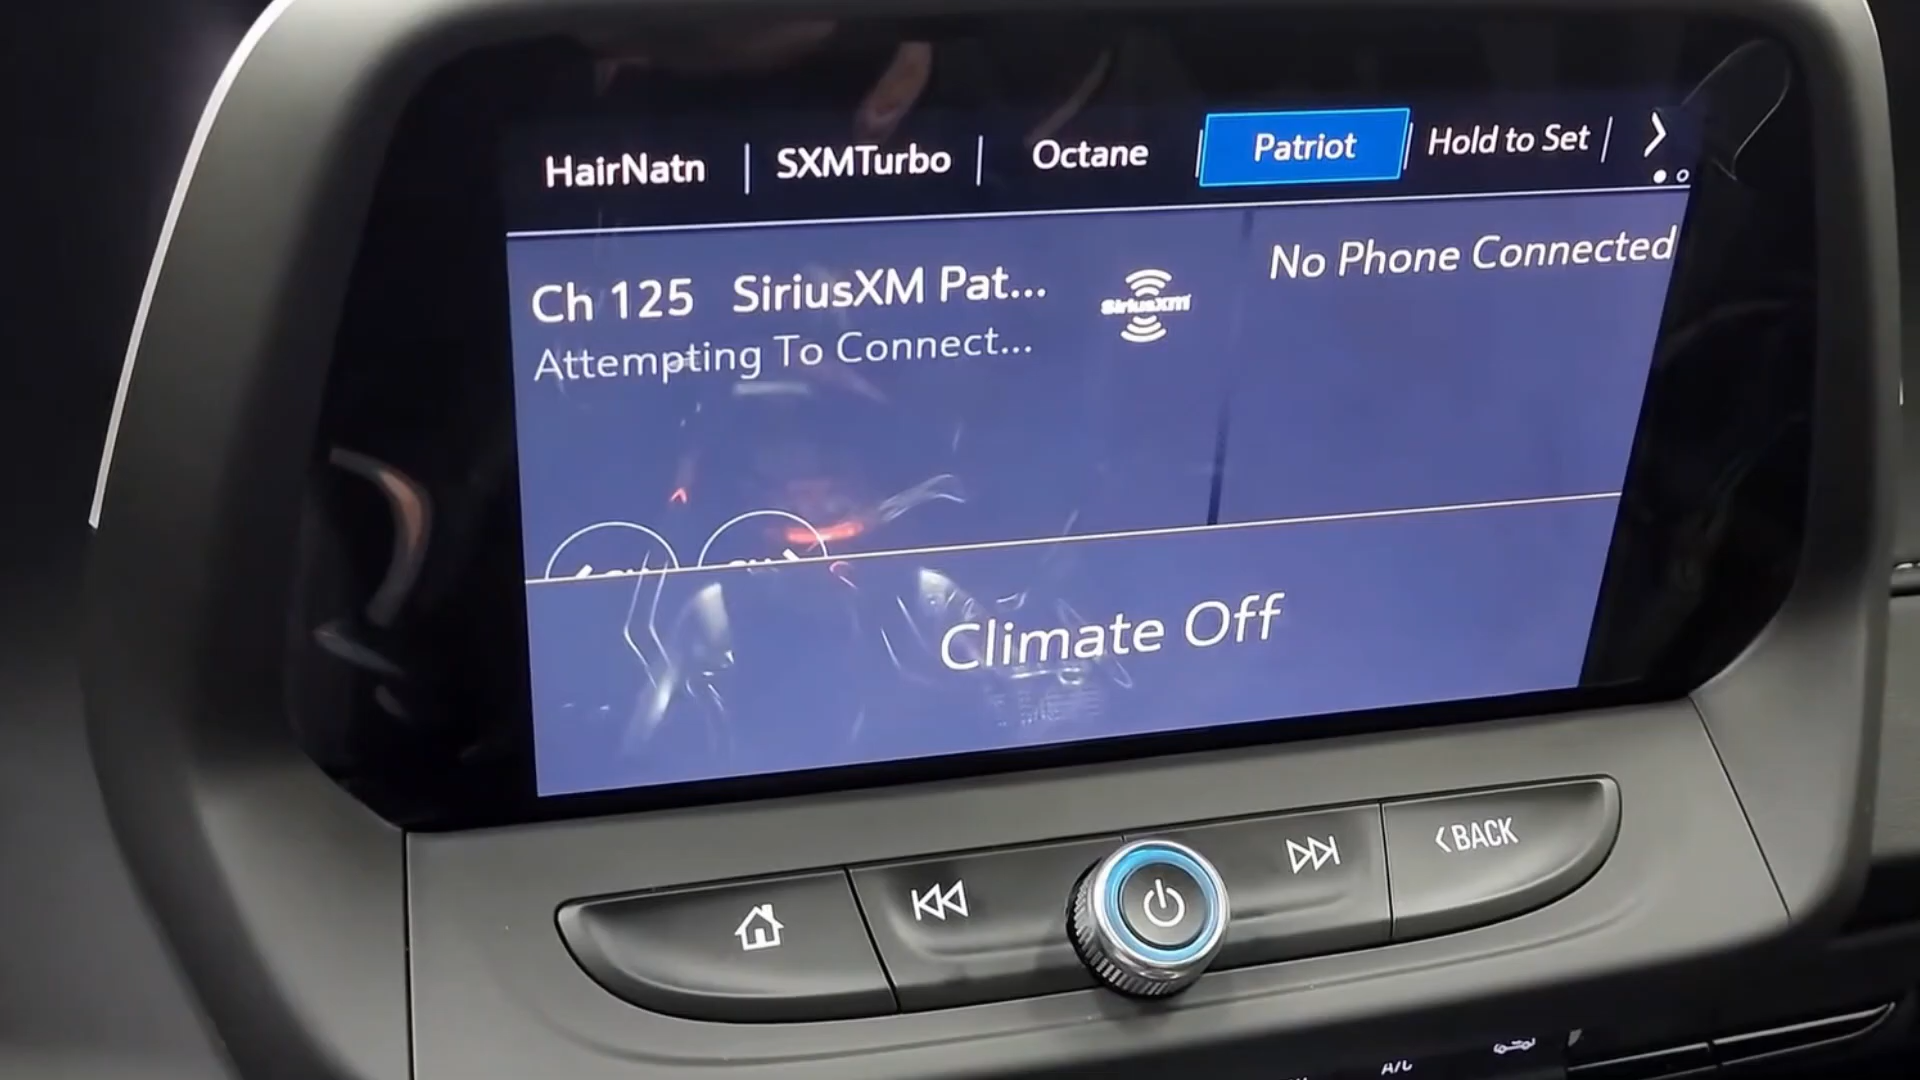 HairNatn
SXMTurbo
Octane
Patriot
Hold to Set
Ch 125 SiriusXM Pat...
SiriusXM
No Phone Connected
Attempting To Connect...
Climate Off
BACK
A/C